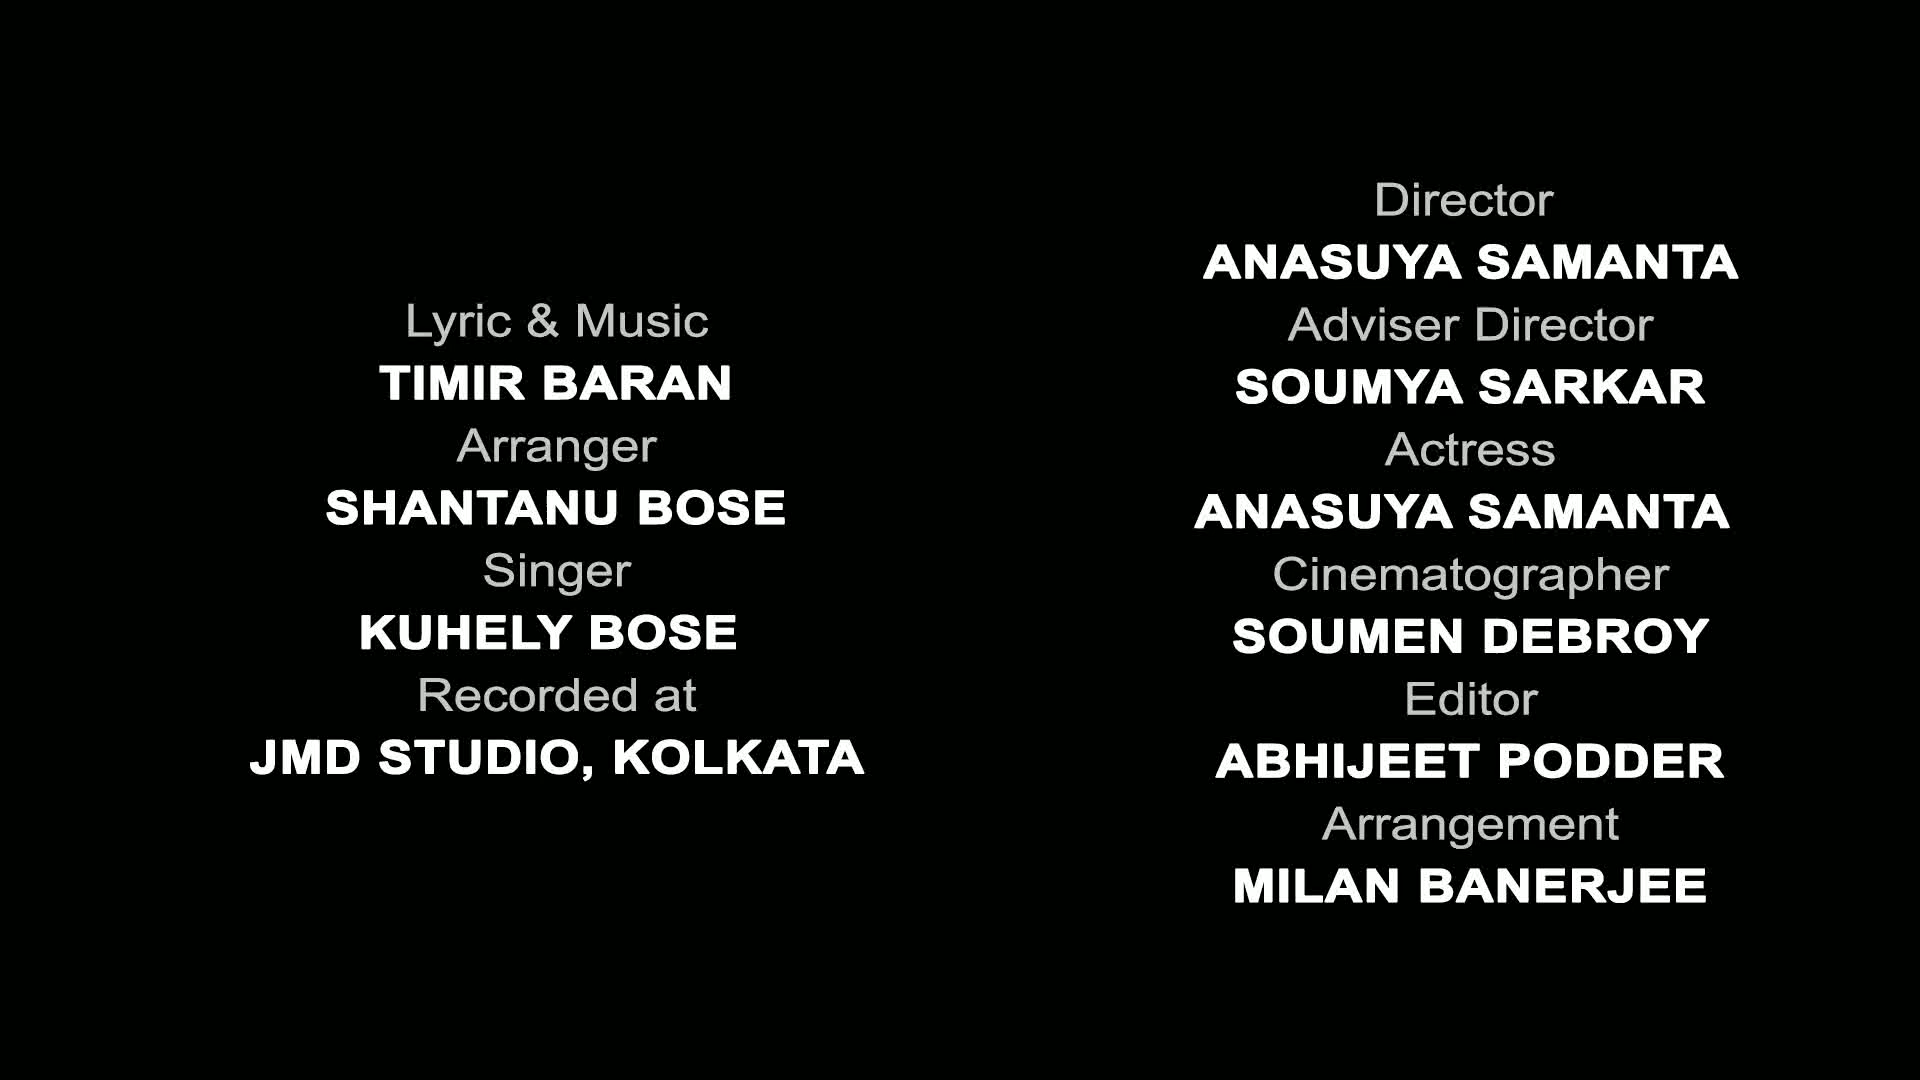 Lyric & Music
TIMIR BARAN
Arranger
SHANTANU BOSE
Singer
KUHELY BOSE
Recorded at
JMD STUDIO, KOLKATA
Director
ANASUYA SAMANTA
Adviser Director
SOUMYA SARKAR
Actress
ANASUYA SAMANTA
Cinematographer
SOUMEN DEBROY
Editor
ABHIJEET PODDER
Arrangement
MILAN BANERJEE